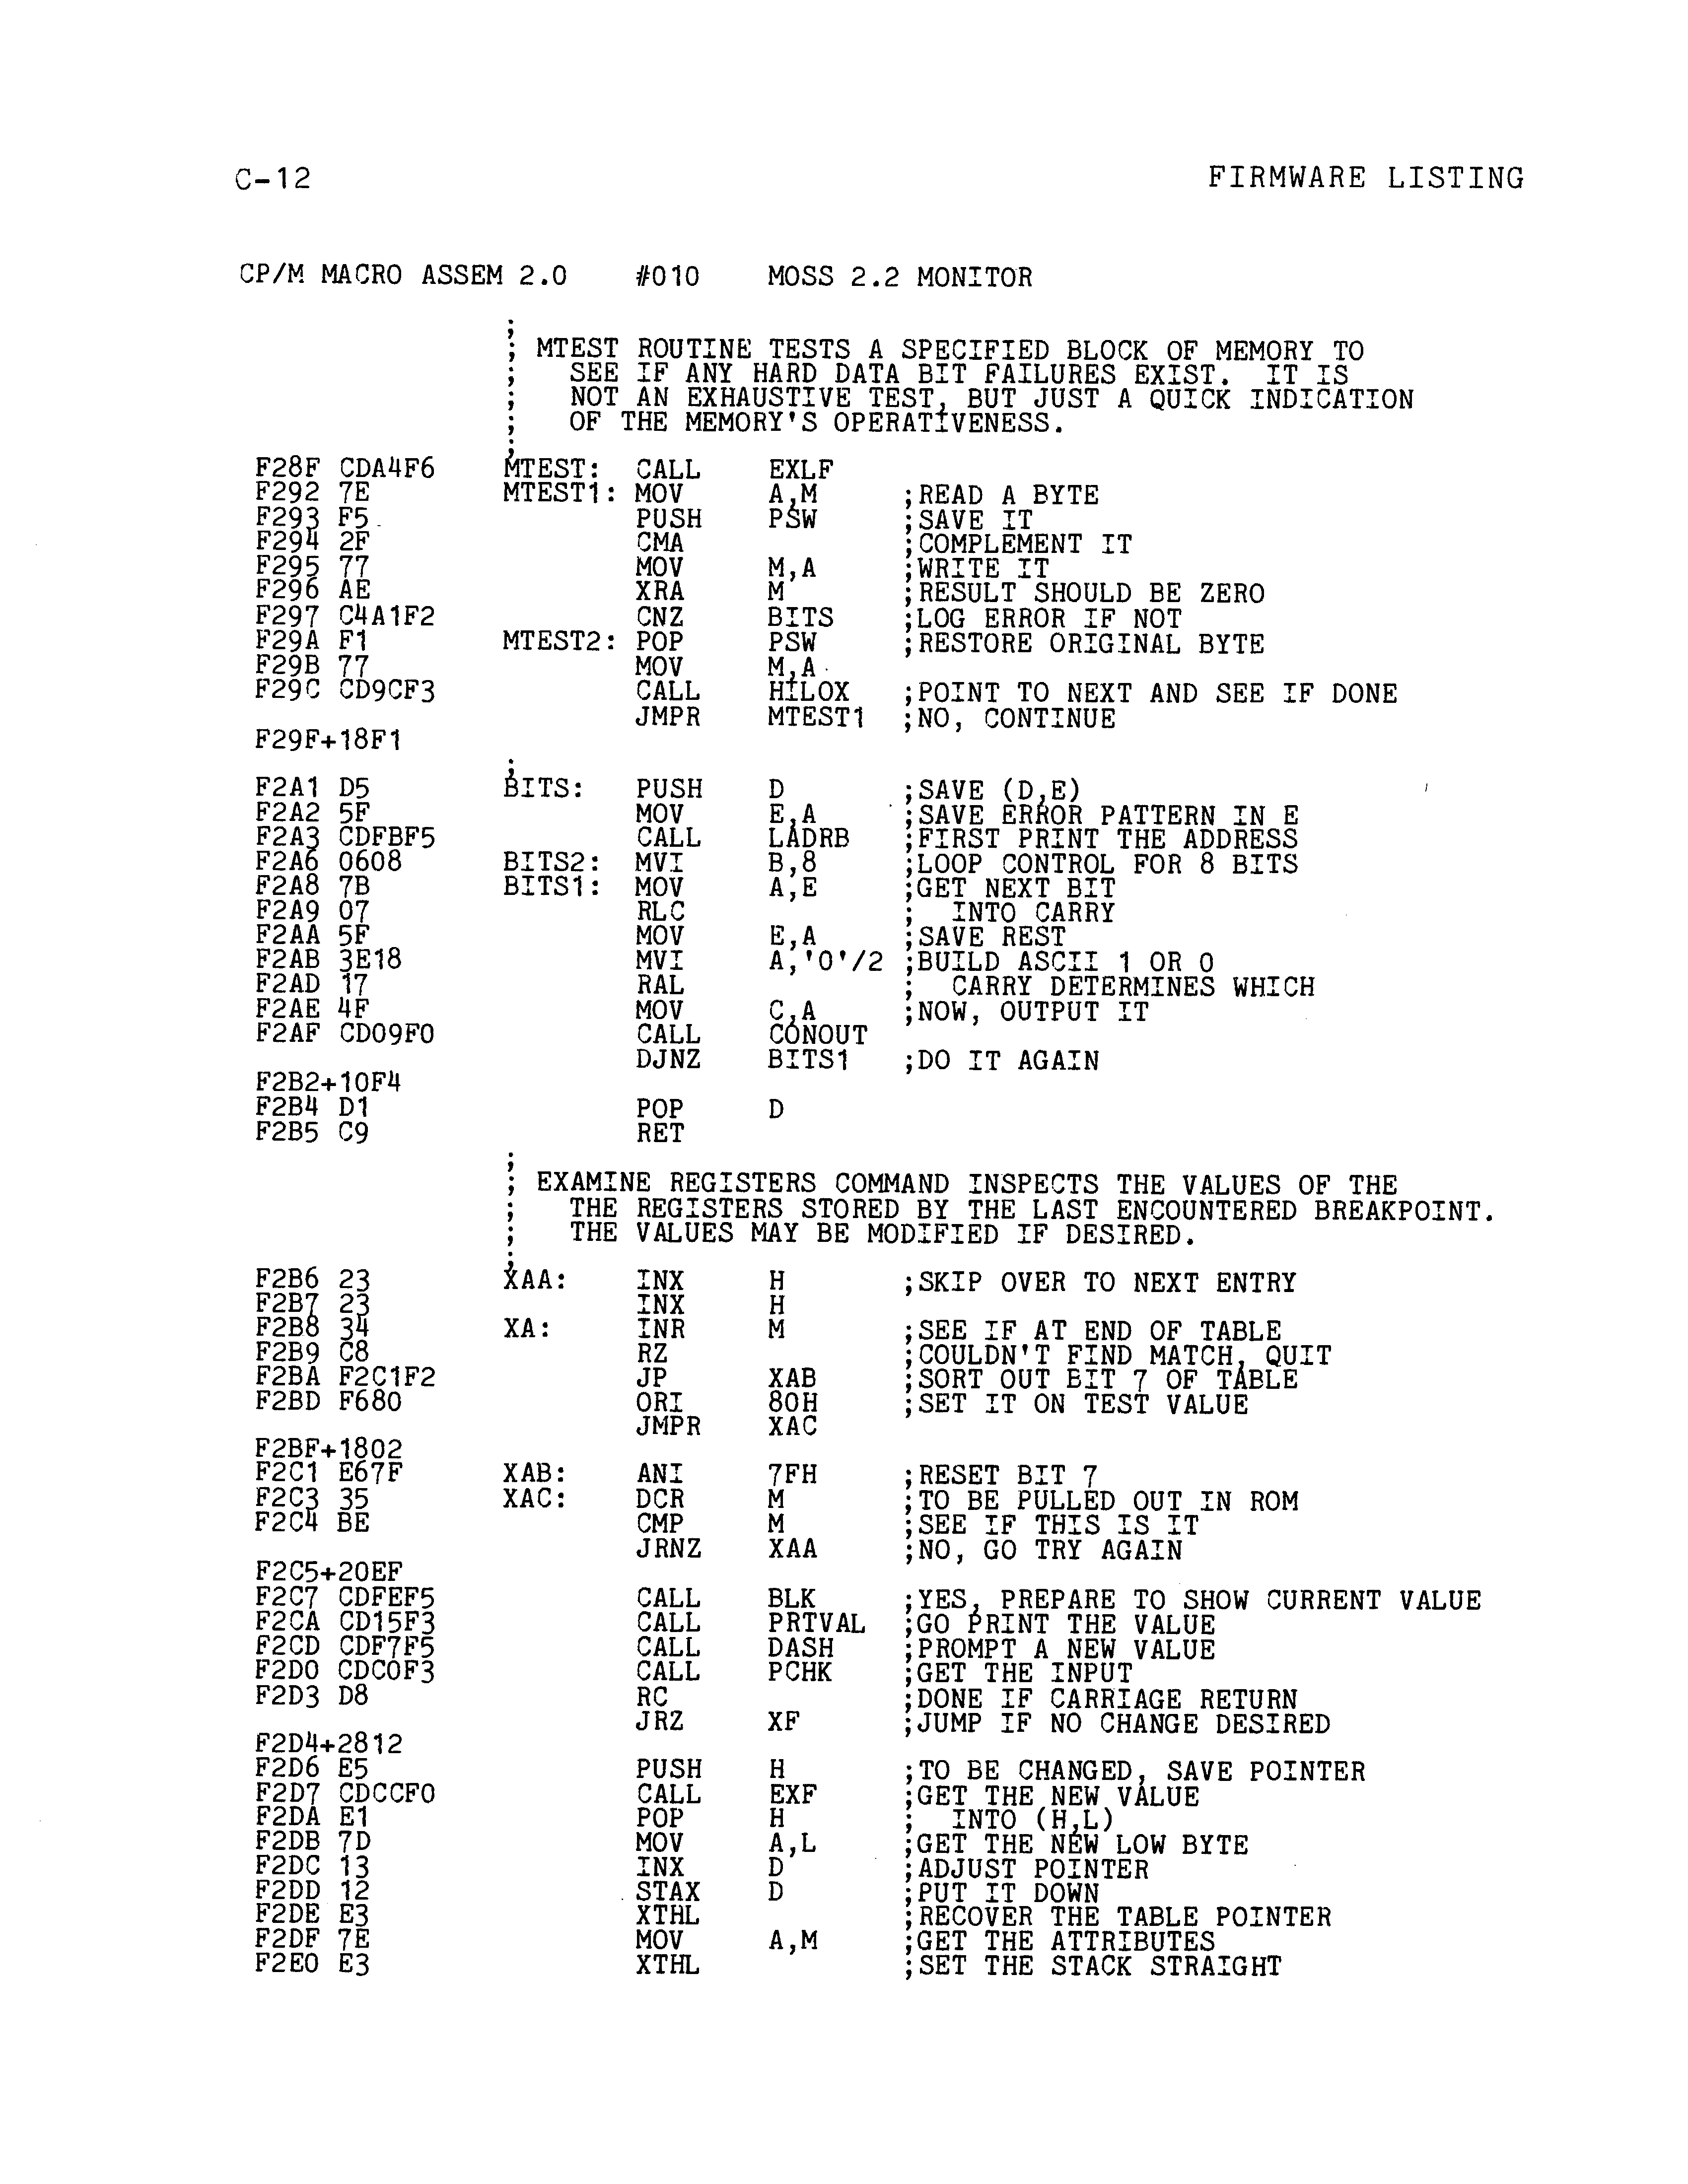 C-12 FIRMWARE LISTING
CP/M MACRO ASSEM 2.0 #010 MOSS 2.2 MONITOR
;
; MTEST ROUTINE TESTS A SPECIFIED BLOCK OF MEMORY TO
; SEE IF ANY HARD DATA BIT FAILURES EXIST. IT IS
; NOT AN EXHAUSTIVE TEST, BUT JUST A QUICK INDICATION
; OF THE MEMORY'S OPERATIVENESS.
;
F28F CDA4F6 MTEST: CALL EXLF
F292 7E MTEST1: MOV A,M ;READ A BYTE
F293 F5 PUSH PSW ;SAVE IT
F294 2F CMA ;COMPLEMENT IT
F295 77 MOV M,A ;WRITE IT
F296 AE XRA M ;RESULT SHOULD BE ZERO
F297 C4A1F2 CNZ BITS ;LOG ERROR IF NOT
F29A F1 MTEST2: POP PSW ;RESTORE ORIGINAL BYTE
F29B 77 MOV M,A
F29C CD9CF3 CALL HILOX ;POINT TO NEXT AND SEE IF DONE
JMPR MTEST1 ;NO, CONTINUE
F29F+18F1
;
F2A1 D5 BITS: PUSH D ;SAVE (D,E)
F2A2 5F MOV E,A ;SAVE ERROR PATTERN IN E
F2A3 CDFBF5 CALL LADRB ;FIRST PRINT THE ADDRESS
F2A6 0608 BITS2: MVI B,8 ;LOOP CONTROL FOR 8 BITS
F2A8 7B BITS1: MOV A,E ;GET NEXT BIT
F2A9 07 RLC ; INTO CARRY
F2AA 5F MOV E,A ;SAVE REST
F2AB 3E18 MVI A,'0'/2 ;BUILD ASCII 1 OR 0
F2AD 17 RAL ; CARRY DETERMINES WHICH
F2AE 4F MOV C,A ;NOW, OUTPUT IT
F2AF CD09F0 CALL CONOUT
DJNZ BITS1 ;DO IT AGAIN
F2B2+10F4
F2B4 D1 POP D
F2B5 C9 RET
;
; EXAMINE REGISTERS COMMAND INSPECTS THE VALUES OF THE
; THE REGISTERS STORED BY THE LAST ENCOUNTERED BREAKPOINT.
; THE VALUES MAY BE MODIFIED IF DESIRED.
;
F2B6 23 XAA: INX H ;SKIP OVER TO NEXT ENTRY
F2B7 23 INX H
F2B8 34 XA: INR M ;SEE IF AT END OF TABLE
F2B9 C8 RZ ;COULDN'T FIND MATCH, QUIT
F2BA F2C1F2 JP XAB ;SORT OUT BIT 7 OF TABLE
F2BD F680 ORI 80H ;SET IT ON TEST VALUE
JMPR XAC
F2BF+1802
F2C1 E67F XAB: ANI 7FH ;RESET BIT 7
F2C3 35 XAC: DCR M ;TO BE PULLED OUT IN ROM
F2C4 BE CMP M ;SEE IF THIS IS IT
JRNZ XAA ;NO, GO TRY AGAIN
F2C5+20EF
F2C7 CDFEF5 CALL BLK ;YES, PREPARE TO SHOW CURRENT VALUE
F2CA CD15F3 CALL PRTVAL ;GO PRINT THE VALUE
F2CD CDF7F5 CALL DASH ;PROMPT A NEW VALUE
F2D0 CDC0F3 CALL PCHK ;GET THE INPUT
F2D3 D8 RC ;DONE IF CARRIAGE RETURN
JRZ XF ;JUMP IF NO CHANGE DESIRED
F2D4+2812
F2D6 E5 PUSH H ;TO BE CHANGED, SAVE POINTER
F2D7 CDCCF0 CALL EXF ;GET THE NEW VALUE
F2DA E1 POP H ; INTO (H,L)
F2DB 7D MOV A,L ;GET THE NEW LOW BYTE
F2DC 13 INX D ;ADJUST POINTER
F2DD 12 STAX D ;PUT IT DOWN
F2DE E3 XTHL ;RECOVER THE TABLE POINTER
F2DF 7E MOV A,M ;GET THE ATTRIBUTES
F2E0 E3 XTHL ;SET THE STACK STRAIGHT